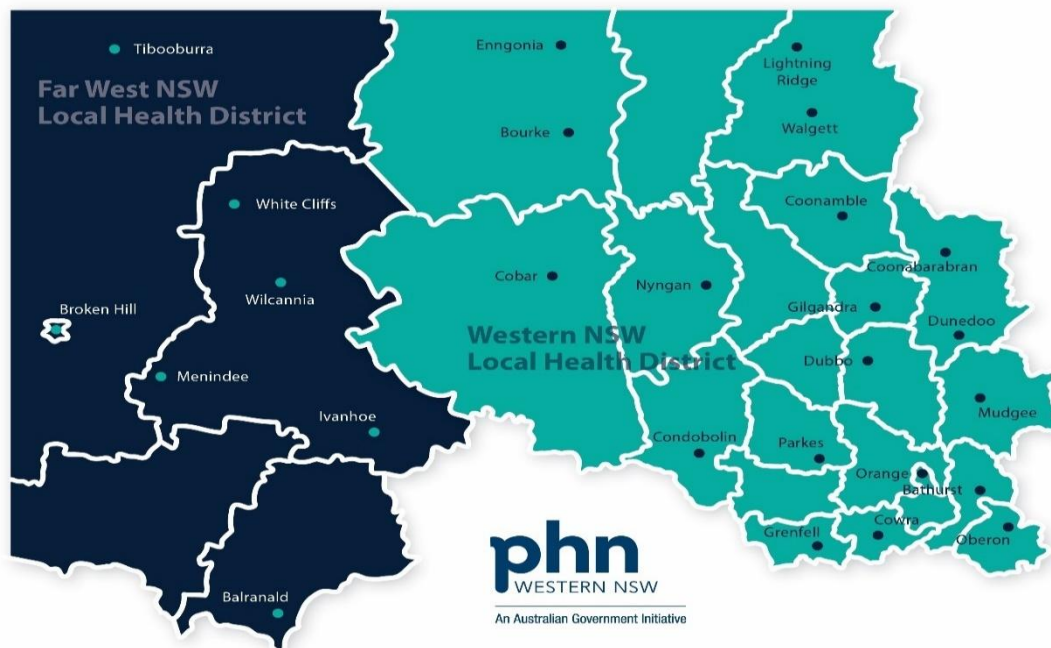 Tibooburra
Far West NSW
Local Health District
White Cliffs
Wilcannia
Broken Hill
Menindee
Ivanhoe
Balranald
Enngonia
Bourke
Lightning
Ridge
Walgett
Coonamble
Coonabarabran
Cobar
Nyngan
Gilgandra
Dunedoo
Western NSW
Local Health District
Dubbo
Mudgee
Condobolin
Parkes
Orange
Bathurst
Grenfell
Cowra
Oberon
phn
WESTERN NSW
An Australian Government Initiative